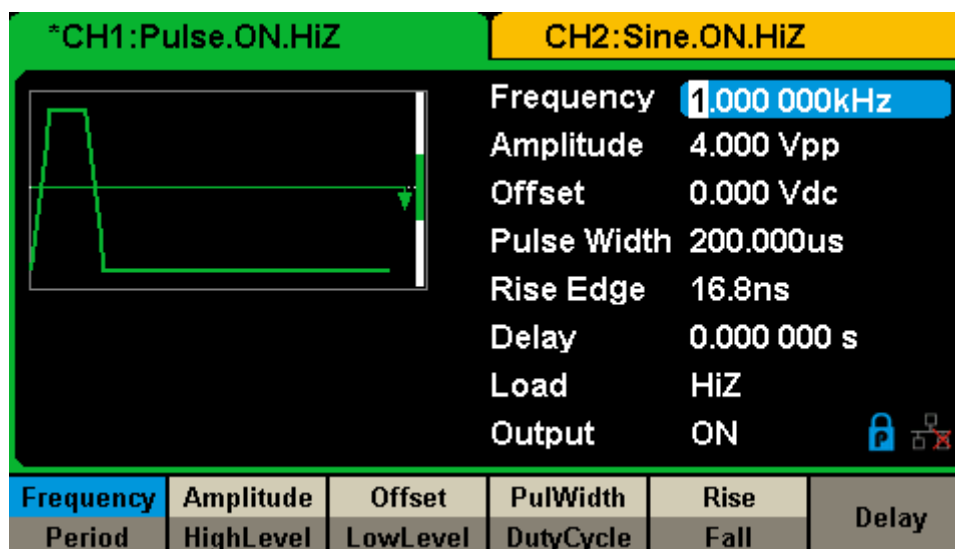 *CH1:Pulse.ON.HiZ CH2:Sine.ON.HiZ
Frequency 1.000 000kHz
Amplitude 4.000 Vpp
Offset 0.000 Vdc
Pulse Width 200.000us
Rise Edge 16.8ns
Delay 0.000 000 s
Load HiZ
Output ON
P
Frequency Amplitude Offset PulWidth Rise Delay
Period HighLevel LowLevel DutyCycle Fall